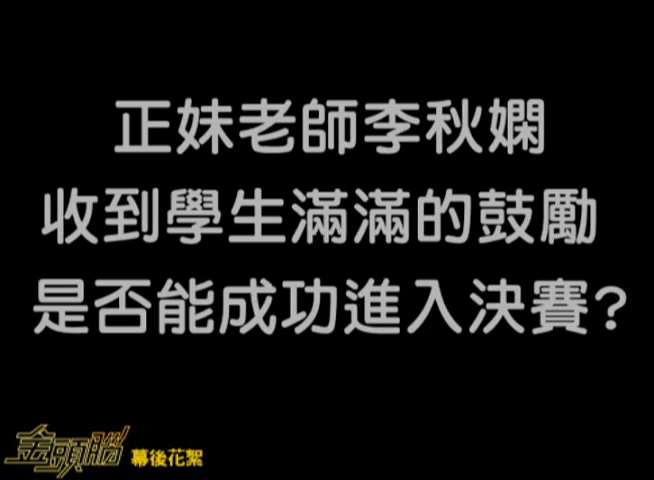 正妹老師李秋嫻
收到學生滿滿的鼓勵
是否能成功進入決賽?
金頭腦 幕後花絮